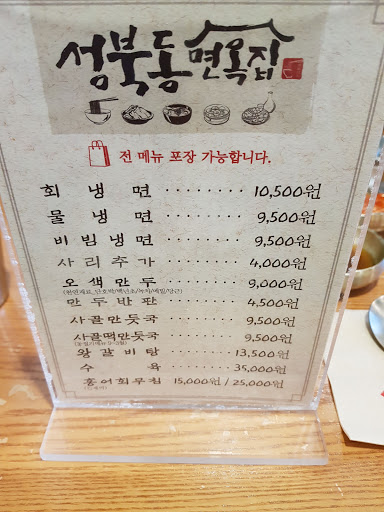 성북동 면옥집
전 메뉴 포장 가능합니다.
회 냉 면 ········· 10,500원
물 냉 면 ········· 9,500원
비빔냉면 ········· 9,500원
사리추가 ········· 4,000원
오색만두 ········· 9,000원
만두반판 ········· 4,500원
사골만둣국 ········· 9,500원
사골떡만둣국 ········· 9,500원
왕갈비탕 ········· 13,500원
수 육 ········· 35,000원
홍어회무침 15,000원 / 25,000원